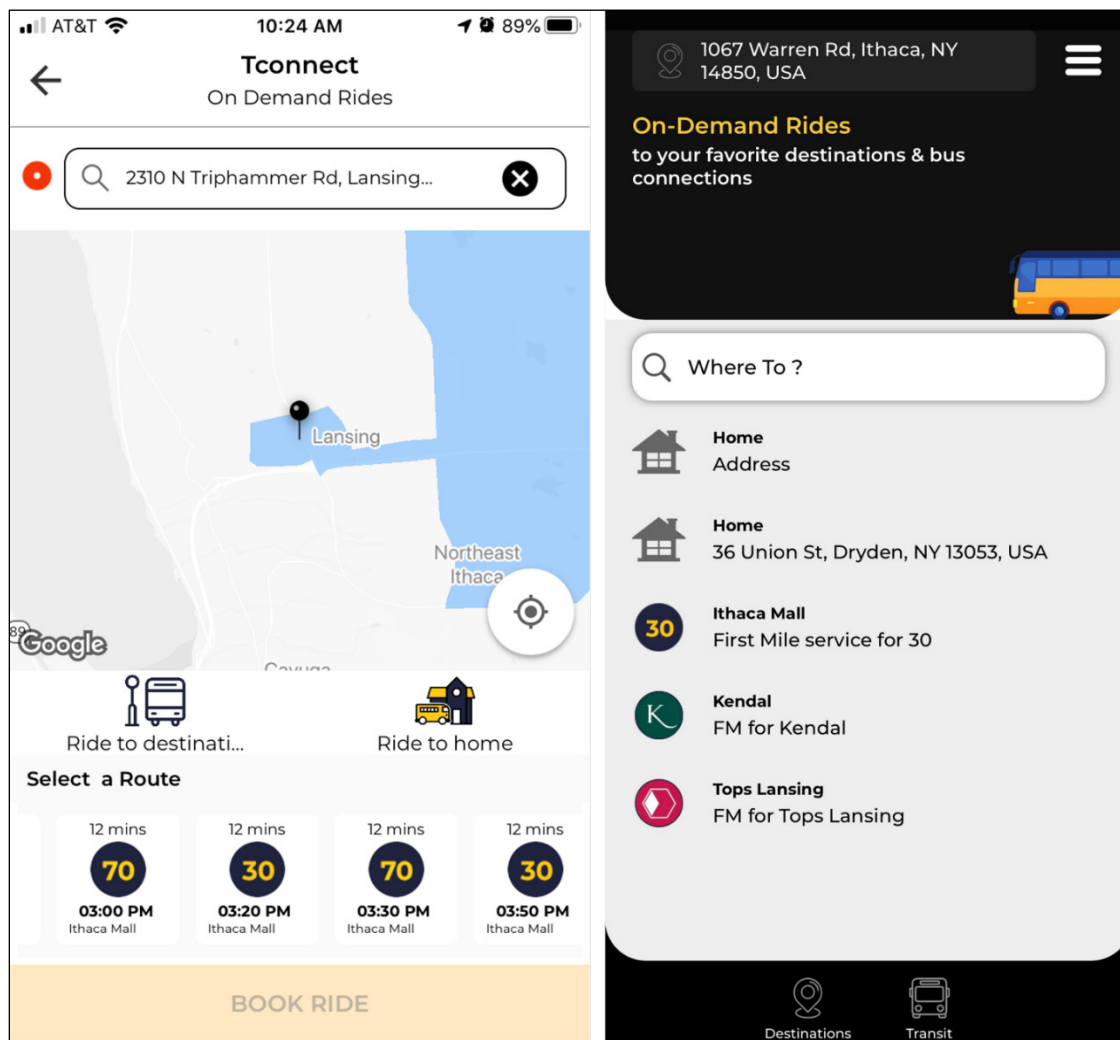 AT&T
10:24 AM
89%
Tconnect
On Demand Rides
2310 N Triphammer Rd, Lansing...
Lansing
Northeast
Ithaca
89
Google
Cayuga
Ride to destinati...
Ride to home
Select a Route
12 mins
70
03:00 PM
Ithaca Mall
12 mins
30
03:20 PM
Ithaca Mall
12 mins
70
03:30 PM
Ithaca Mall
12 mins
30
03:50 PM
Ithaca Mall
BOOK RIDE
1067 Warren Rd, Ithaca, NY
14850, USA
On-Demand Rides
to your favorite destinations & bus
connections
Where To ?
Home
Address
Home
36 Union St, Dryden, NY 13053, USA
30
Ithaca Mall
First Mile service for 30
K
Kendal
FM for Kendal
Tops Lansing
FM for Tops Lansing
Destinations
Transit